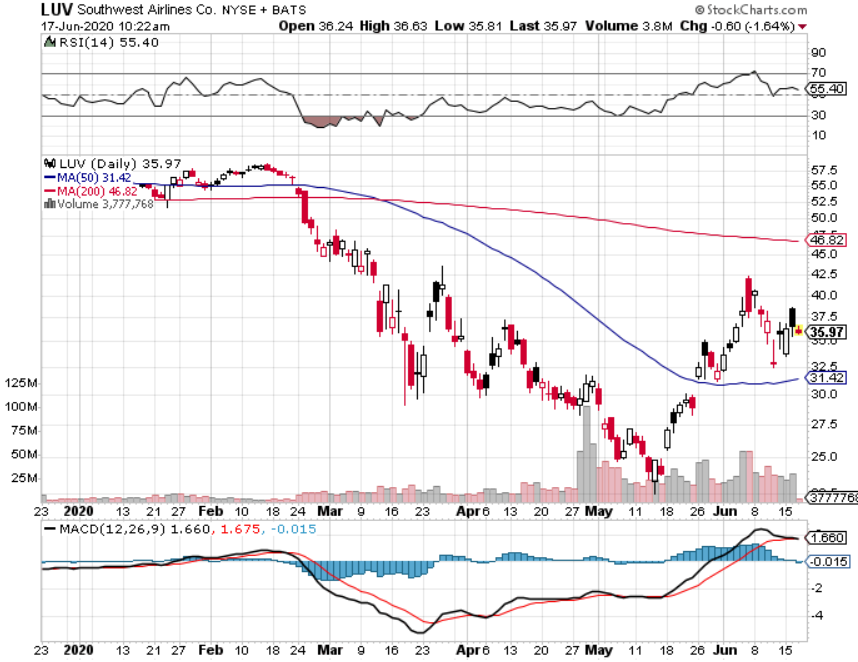 LUV Southwest Airlines Co. NYSE + BATS © StockCharts.com
17-Jun-2020 10:22am Open 36.24 High 36.63 Low 35.81 Last 35.97 Volume 3.8M Chg -0.60 (-1.64%)
RSI(14) 55.40
90
70
55.40
30
10
LUV (Daily) 35.97
MA(50) 31.42
MA(200) 46.82
Volume 3,777,768
57.5
55.0
52.5
50.0
46.82
45.0
42.5
40.0
37.5
35.97
32.5
31.42
30.0
27.5
25.0
3777768
125M
100M
75M
50M
25M
23 2020 13 21 27 Feb 10 18 24 Mar 9 16 23 Apr 6 13 20 27 May 11 18 26 Jun 8 15
MACD(12,26,9) 1.660, 1.675, -0.015
1.660
-0.015
-2
-4
23 2020 13 21 27 Feb 10 18 24 Mar 9 16 23 Apr 6 13 20 27 May 11 18 26 Jun 8 15